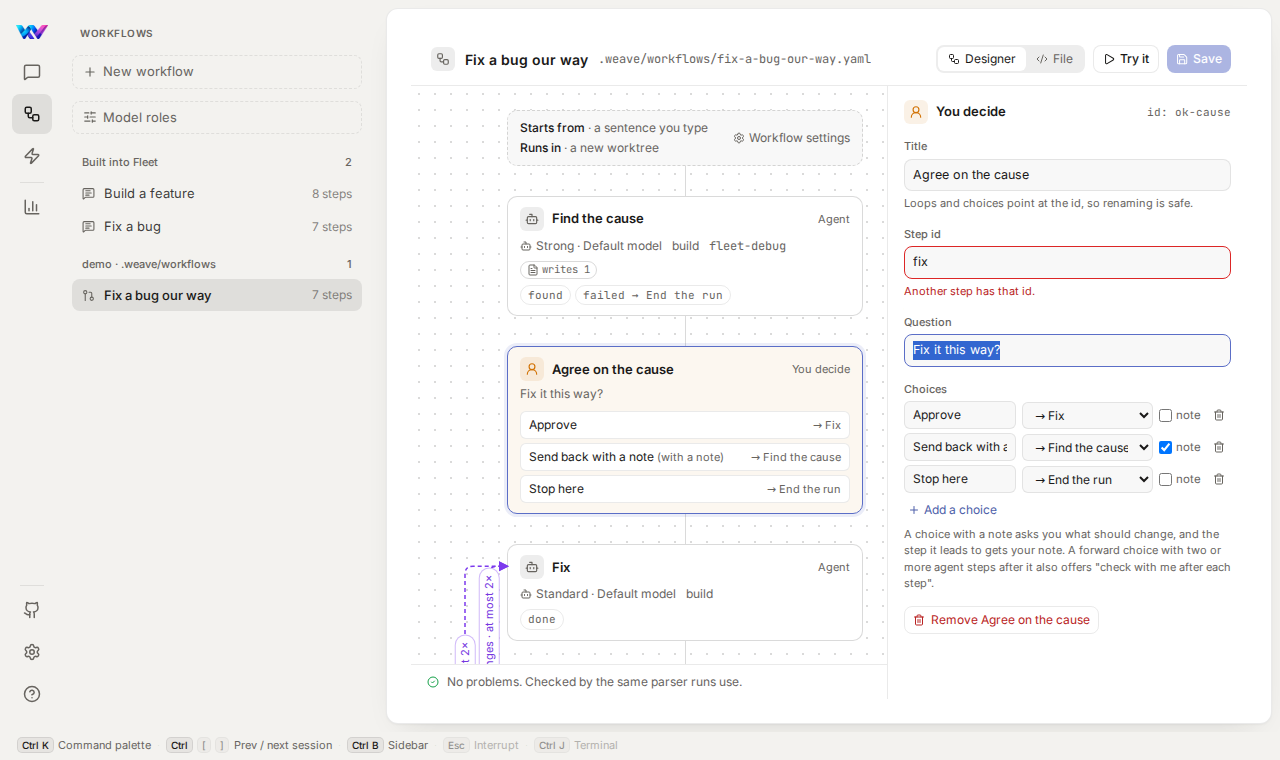 WORKFLOWS
New workflow
Model roles
Built into Fleet 2
Build a feature 8 steps
Fix a bug 7 steps
demo · .weave/workflows 1
Fix a bug our way 7 steps
Fix a bug our way .weave/workflows/fix-a-bug-our-way.yaml
Designer File Try it Save
Starts from · a sentence you type
Runs in · a new worktree
Workflow settings
Find the cause Agent
Strong · Default model build fleet-debug
writes 1
found failed → End the run
Agree on the cause You decide
Fix it this way?
Approve → Fix
Send back with a note (with a note) → Find the cause
Stop here → End the run
Fix Agent
Standard · Default model build
done
t 2×
nges · at most 2×
No problems. Checked by the same parser runs use.
You decide id: ok-cause
Title
Agree on the cause
Loops and choices point at the id, so renaming is safe.
Step id
fix
Another step has that id.
Question
Fix it this way?
Choices
Approve → Fix note
Send back with a → Find the cause note
Stop here → End the run note
+ Add a choice
A choice with a note asks you what should change, and the
step it leads to gets your note. A forward choice with two or
more agent steps after it also offers "check with me after each
step".
Remove Agree on the cause
Ctrl K Command palette Ctrl [ ] Prev / next session Ctrl B Sidebar Esc Interrupt Ctrl J Terminal